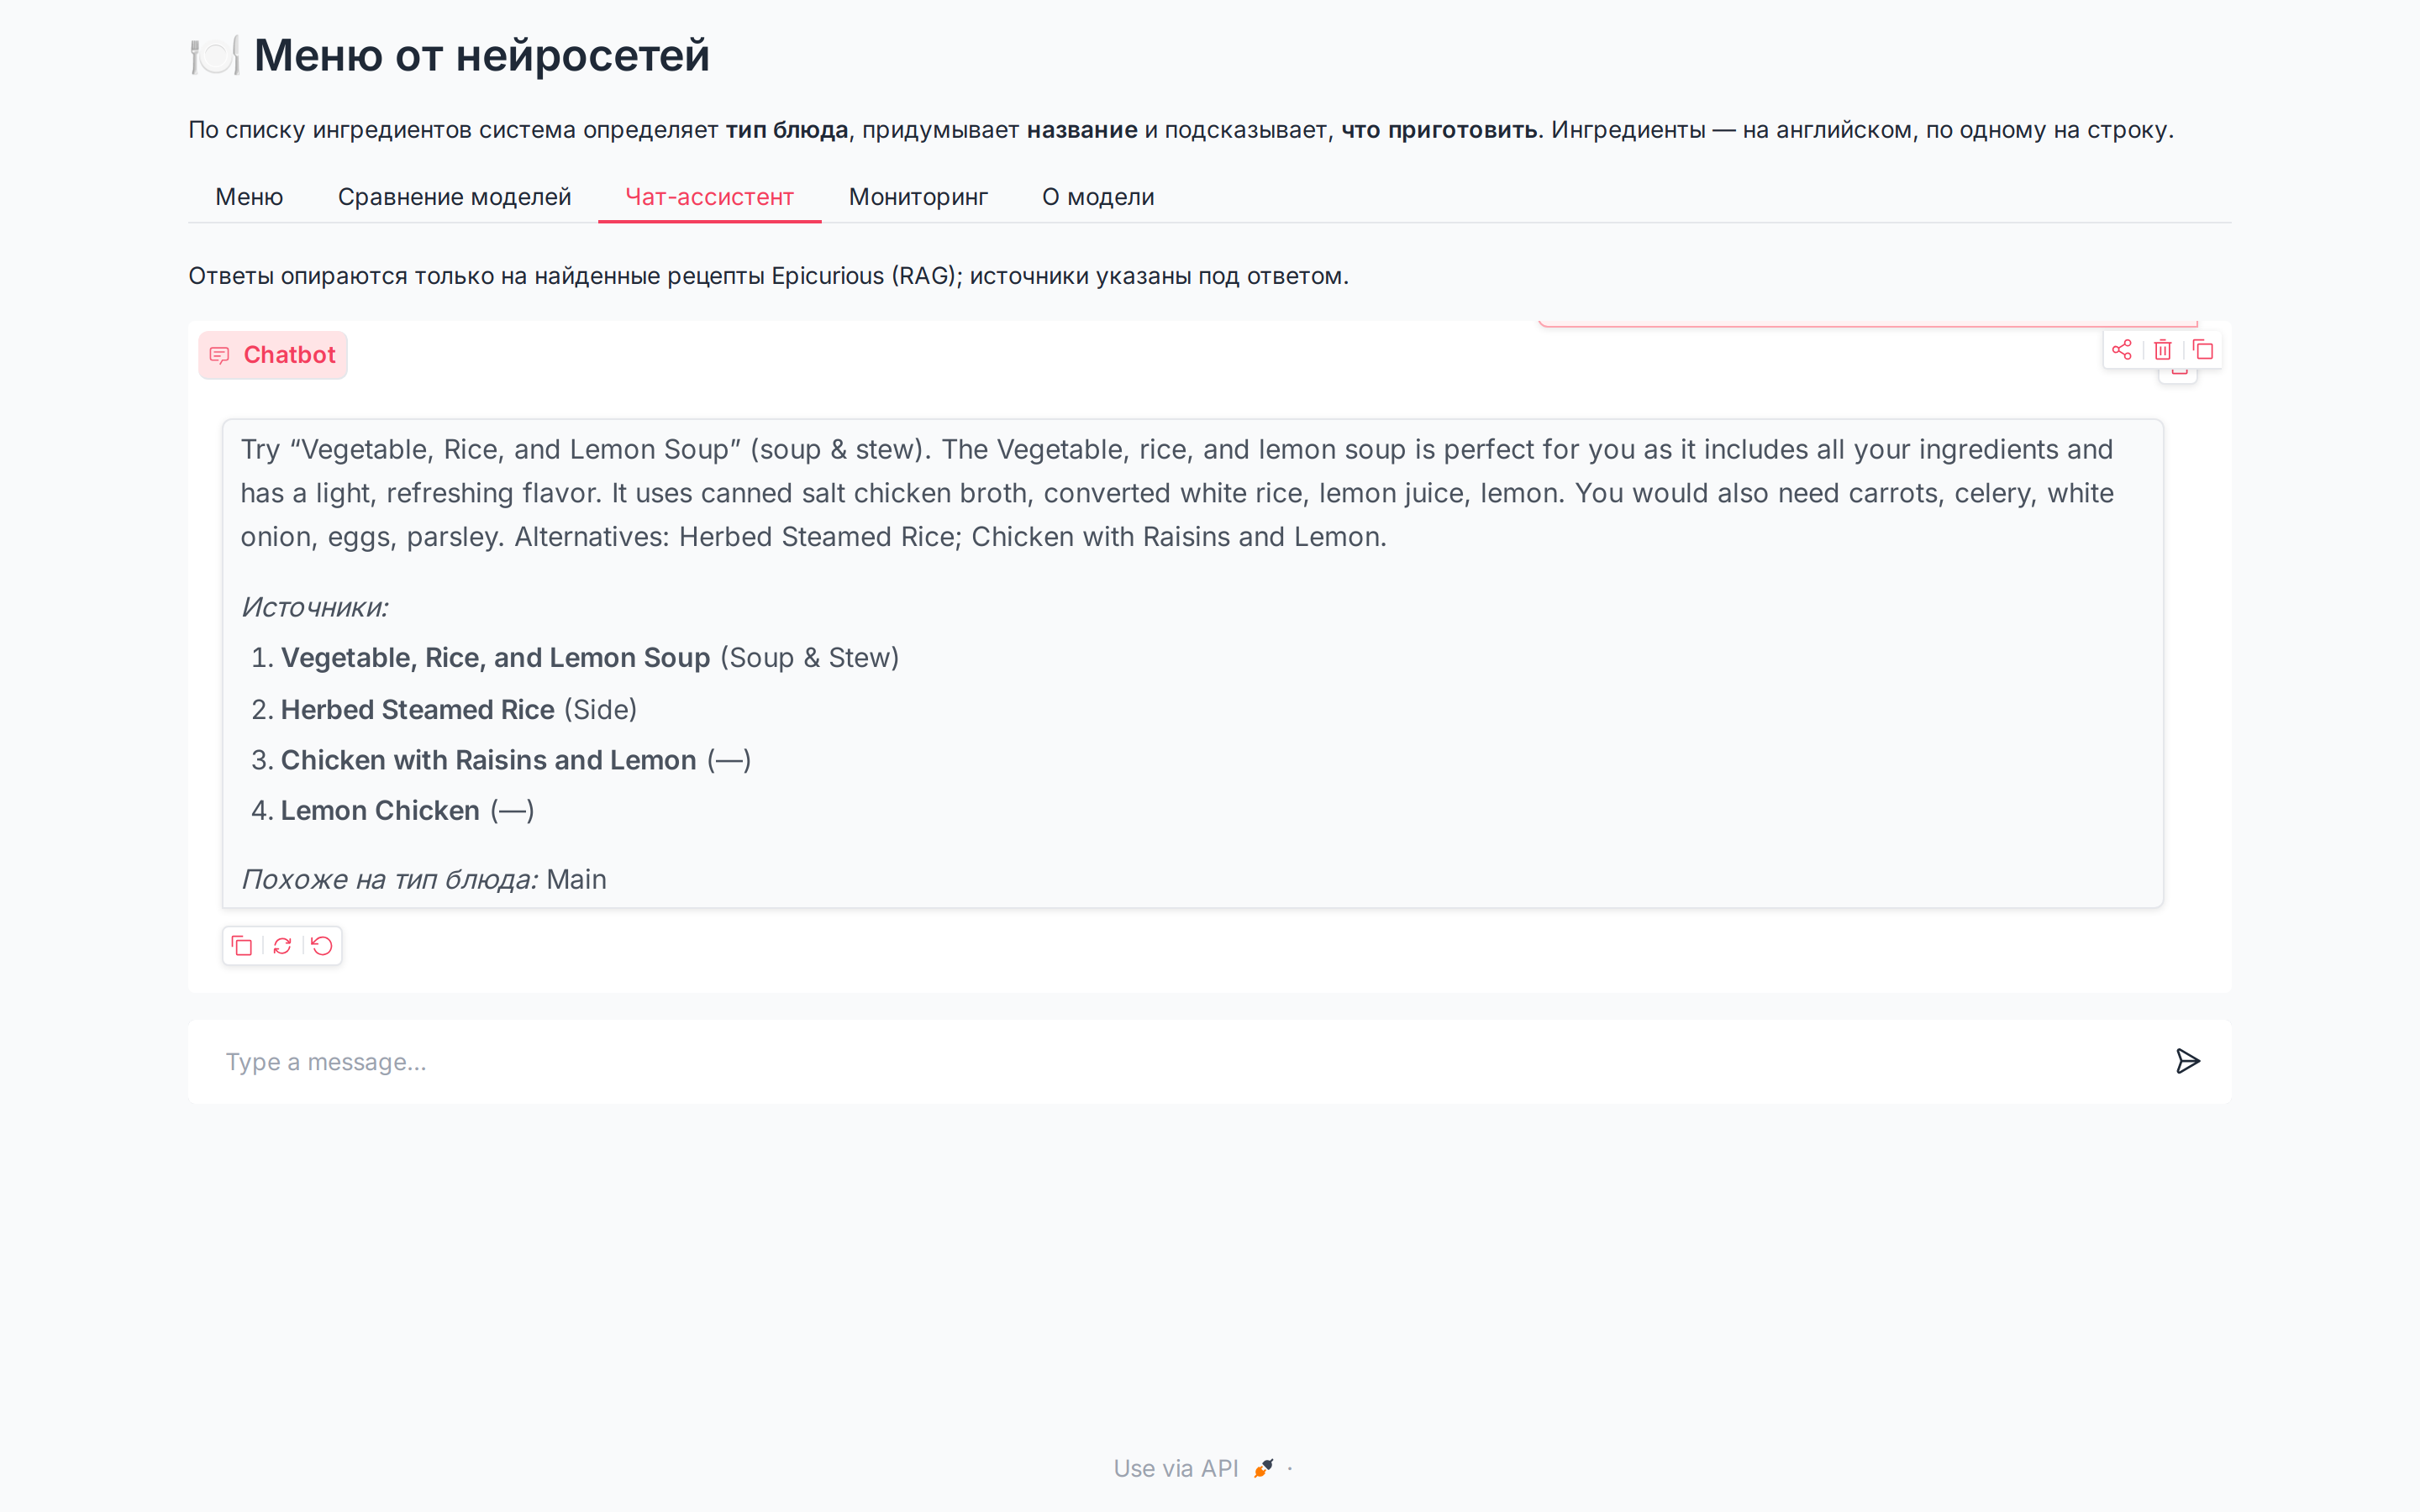 🍽️ Меню от нейросетей
По списку ингредиентов система определяет тип блюда, придумывает название и подсказывает, что приготовить. Ингредиенты — на английском, по одному на строку.
Меню Сравнение моделей Чат-ассистент Мониторинг О модели
Ответы опираются только на найденные рецепты Epicurious (RAG); источники указаны под ответом.
Chatbot
Try “Vegetable, Rice, and Lemon Soup” (soup & stew). The Vegetable, rice, and lemon soup is perfect for you as it includes all your ingredients and
has a light, refreshing flavor. It uses canned salt chicken broth, converted white rice, lemon juice, lemon. You would also need carrots, celery, white
onion, eggs, parsley. Alternatives: Herbed Steamed Rice; Chicken with Raisins and Lemon.
Источники:
1. Vegetable, Rice, and Lemon Soup (Soup & Stew)
2. Herbed Steamed Rice (Side)
3. Chicken with Raisins and Lemon (—)
4. Lemon Chicken (—)
Похоже на тип блюда: Main
Type a message...
Use via API 🚀 ·